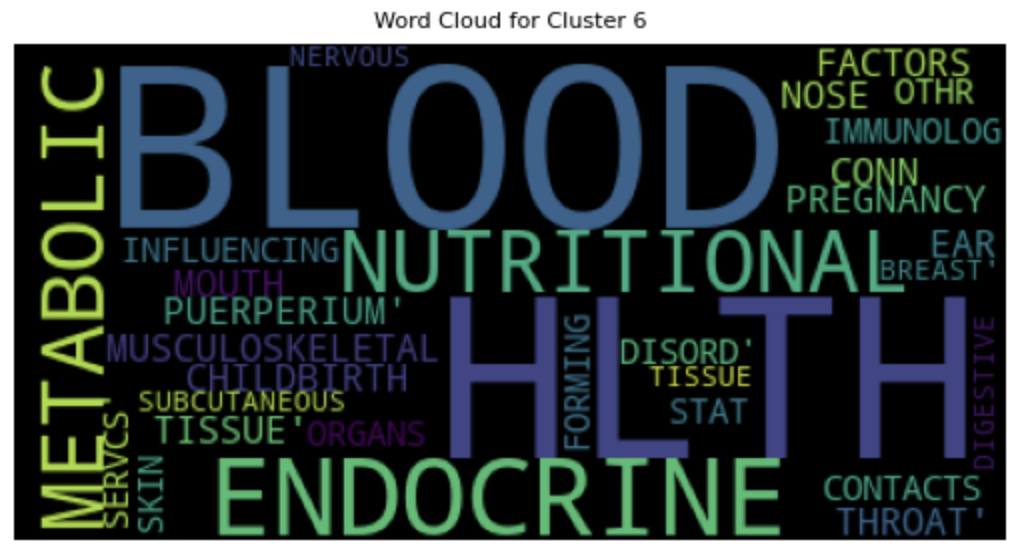 Word Cloud for Cluster 6
NERVOUS
FACTORS
BLOOD
METABOLIC
NOSE
OTHR
IMMUNOLOG
CONN
PREGNANCY
INFLUENCING
NUTRITIONAL
EAR
BREAST'
MOUTH
PUERPERIUM'
HLTH
FORMING
DISORD'
DIGESTIVE
MUSCULOSKELETAL
CHILDBIRTH
TISSUE
SUBCUTANEOUS
STAT
SERVCS
TISSUE'
ORGANS
SKIN
ENDOCRINE
CONTACTS
THROAT'